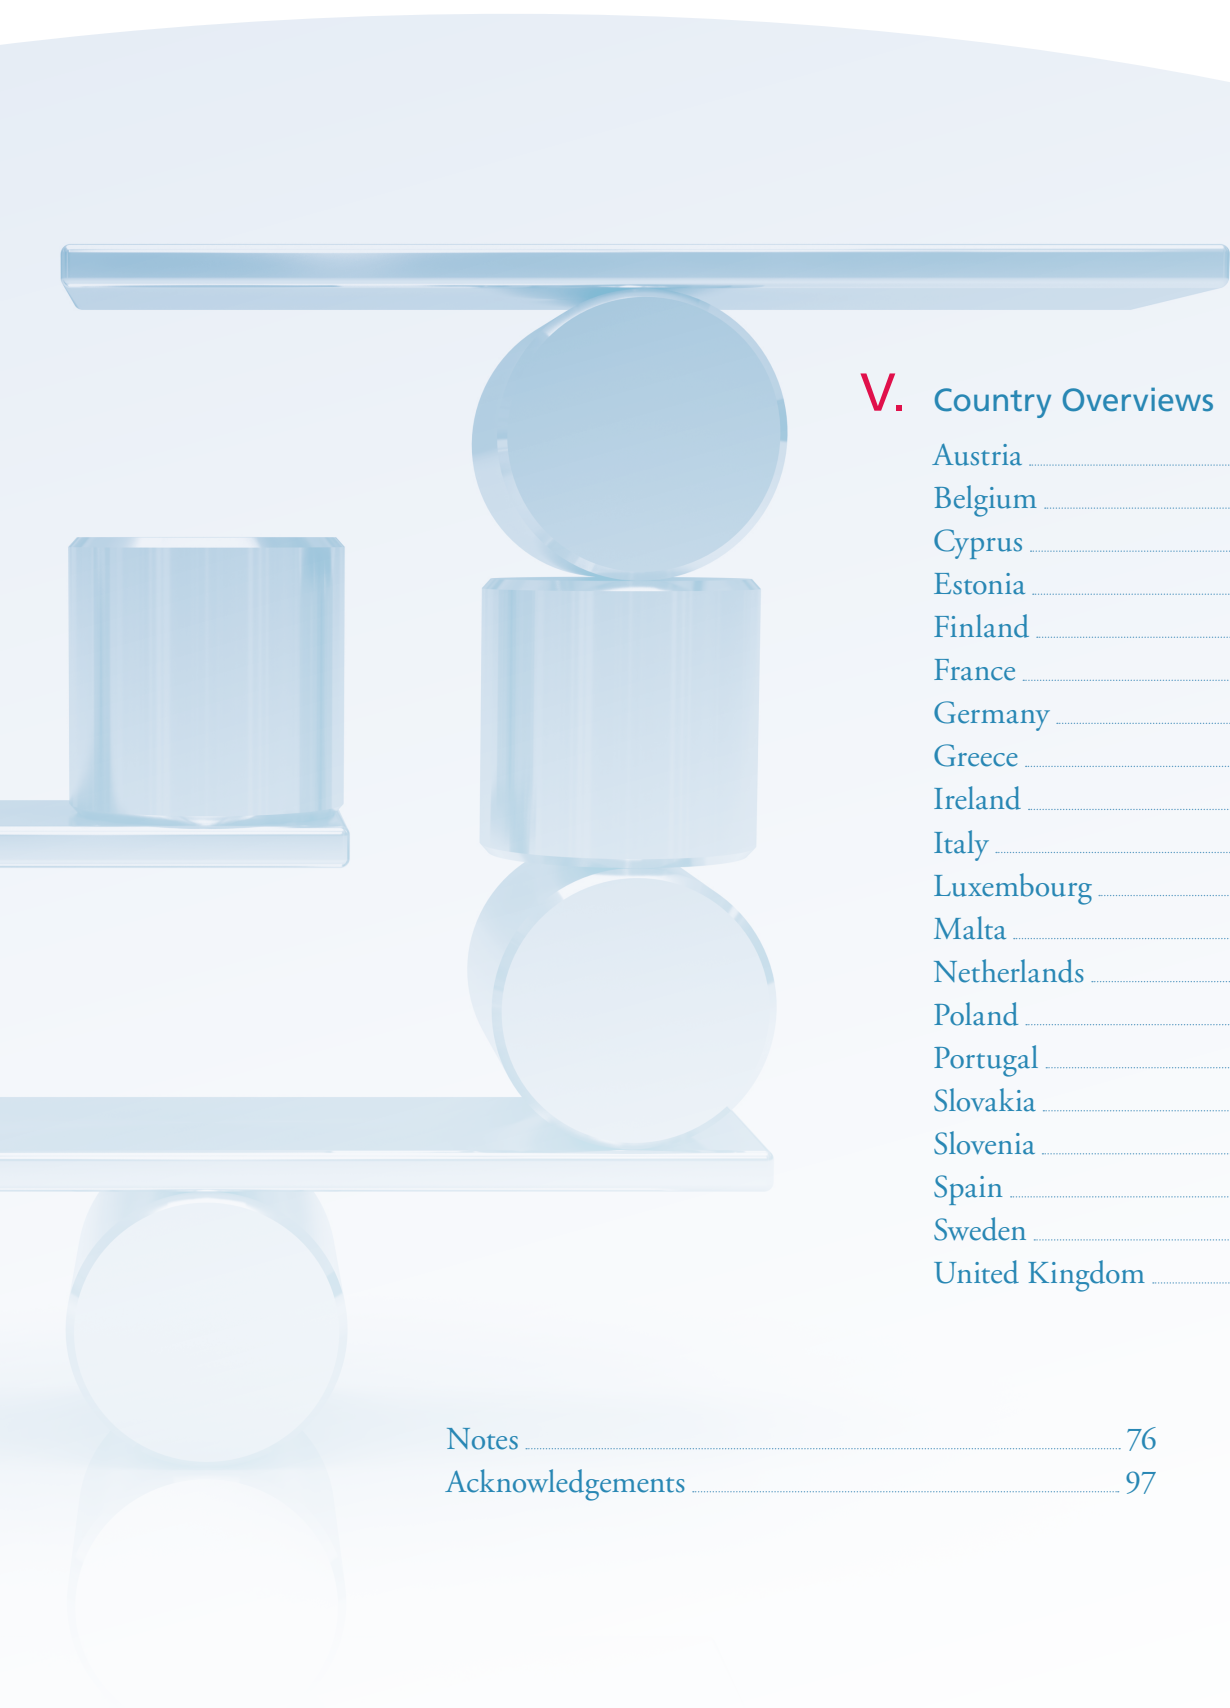 V. Country Overviews
Austria
Belgium
Cyprus
Estonia
Finland
France
Germany
Greece
Ireland
Italy
Luxembourg
Malta
Netherlands
Poland
Portugal
Slovakia
Slovenia
Spain
Sweden
United Kingdom
Notes 76
Acknowledgements 97